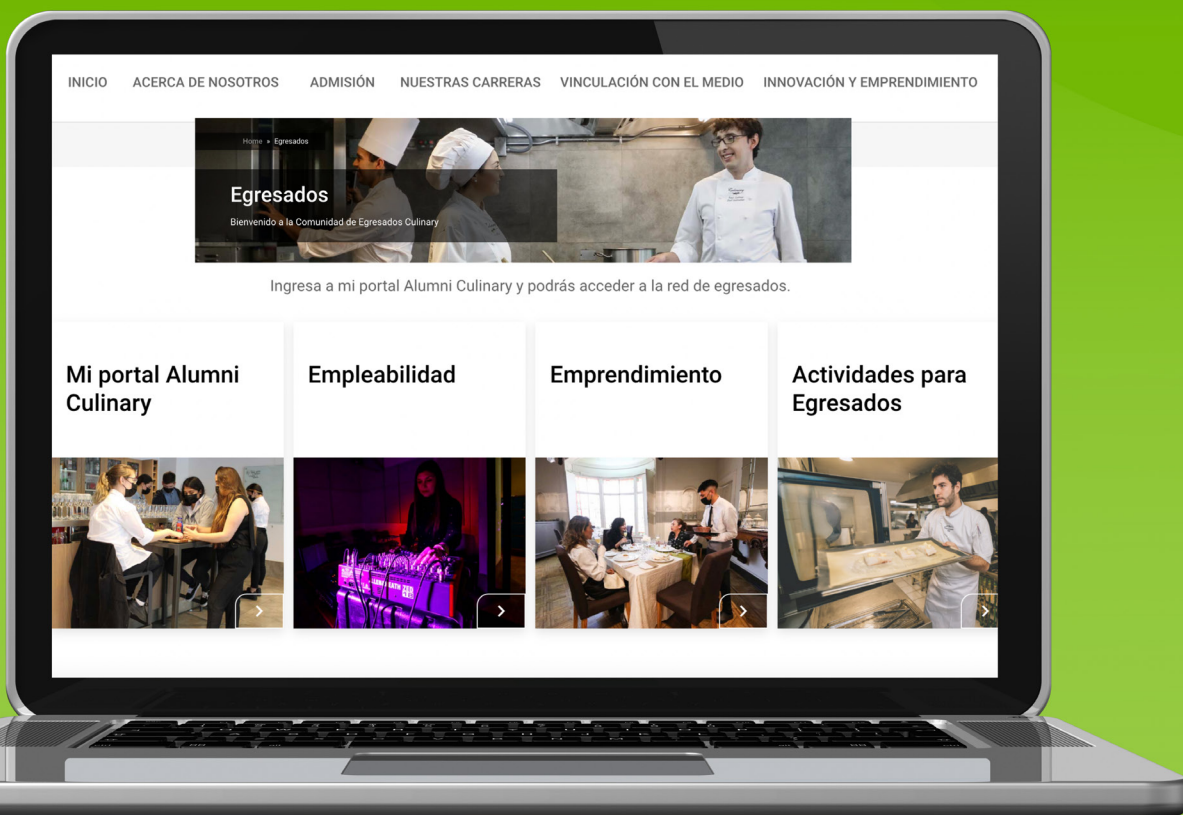 INICIO ACERCA DE NOSOTROS ADMISIÓN NUESTRAS CARRERAS VINCULACIÓN CON EL MEDIO INNOVACIÓN Y EMPRENDIMIENTO
Home » Egresados
Egresados
Bienvenido a la Comunidad de Egresados Culinary
Ingresa a mi portal Alumni Culinary y podrás acceder a la red de egresados.
Mi portal Alumni
Culinary
Empleabilidad
Emprendimiento
Actividades para
Egresados